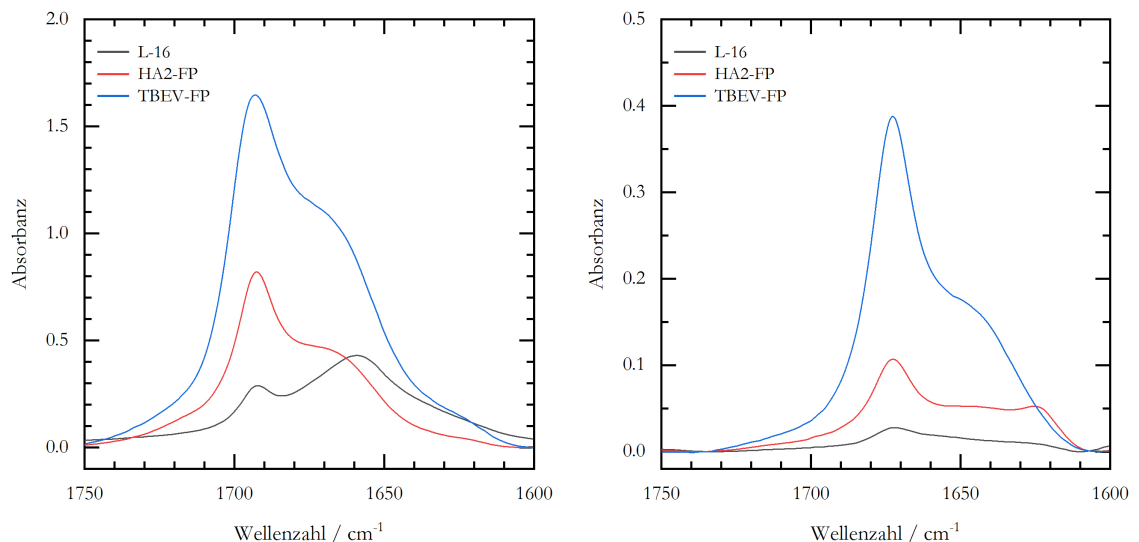 2.0
L-16
HA2-FP
TBEV-FP
1.5
1.0
0.5
0.0
Absorbanz
1750
1700
1650
1600
Wellenzahl / cm⁻¹
0.5
L-16
HA2-FP
TBEV-FP
0.4
0.3
0.2
0.1
0.0
Absorbanz
1750
1700
1650
1600
Wellenzahl / cm⁻¹